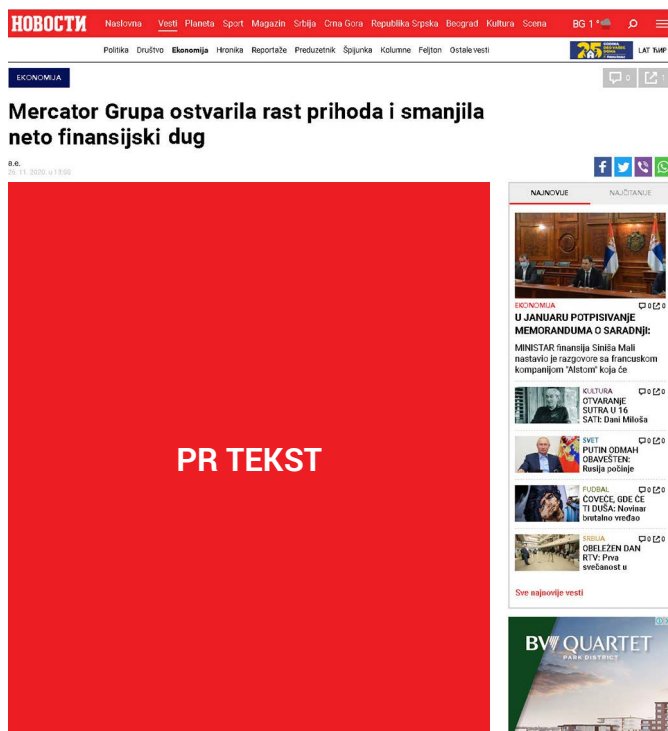 НОВОСТИ
Naslovna Vesti Planeta Sport Magazin Srbija Crna Gora Republika Srpska Beograd Kultura Scena BG 1 °
Politika Društvo Ekonomija Hronika Reportaže Preduzetnik Špijunka Kolumne Feljton Ostale vesti LAT ЋИР
25
EKONOMIJA
0 1
Mercator Grupa ostvarila rast prihoda i smanjila
neto finansijski dug
a.e.
26. 11. 2020. u 13:00
PR TEKST
NAJNOVIJE NAJČITANIJE
EKONOMIJA 0 0
U JANUARU POTPISIVANjE
MEMORANDUMA O SARADNjI:
MINISTAR finansija Siniša Mali
nastavio je razgovore sa francuskom
kompanijom "Alstom" koja će
KULTURA 0 0
OTVARANjE
SUTRA U 16
SATI: Dani Miloša
SVET 0 0
PUTIN ODMAH
OBAVEŠTEN:
Rusija počinje
FUDBAL 0 0
ČOVEČE, GDE ĆE
TI DUŠA: Novinar
brutalno vređao
SRBIJA 0 0
OBELEŽEN DAN
RTV: Prva
svečanost u
Sve najnovije vesti
BW QUARTET
PARK DISTRICT